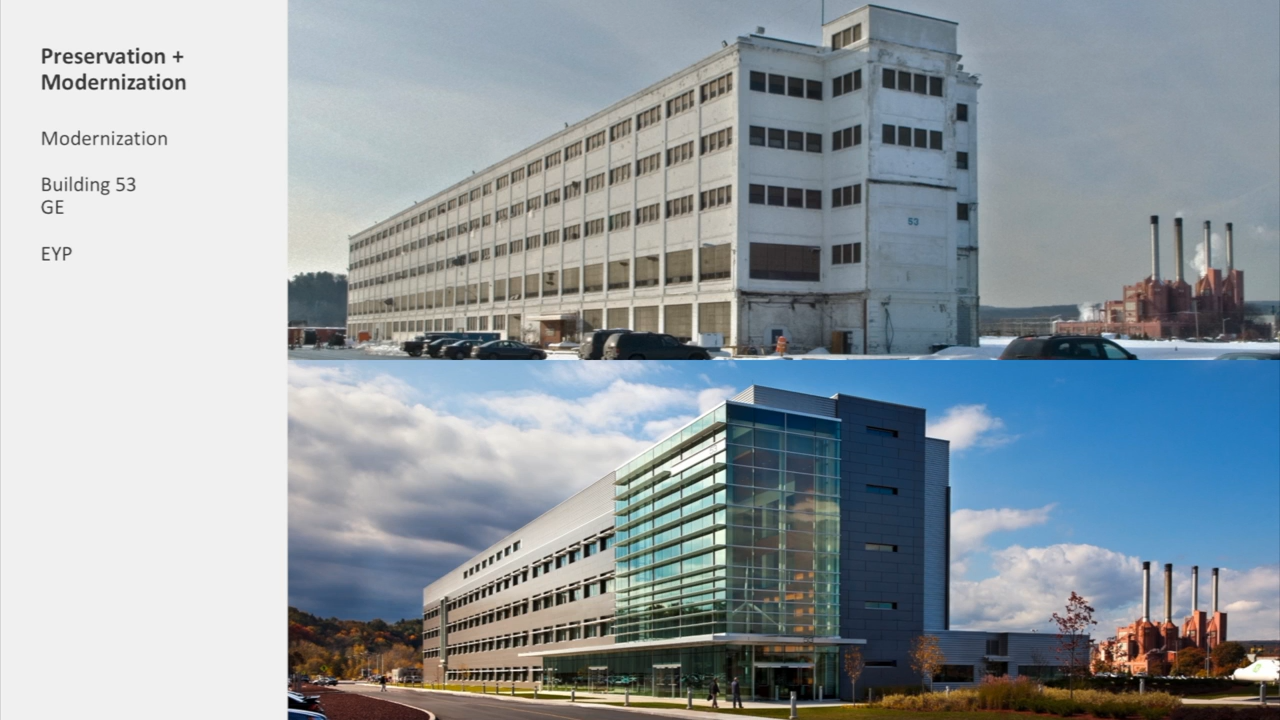 Preservation +
Modernization
Modernization
Building 53
GE
EYP
53